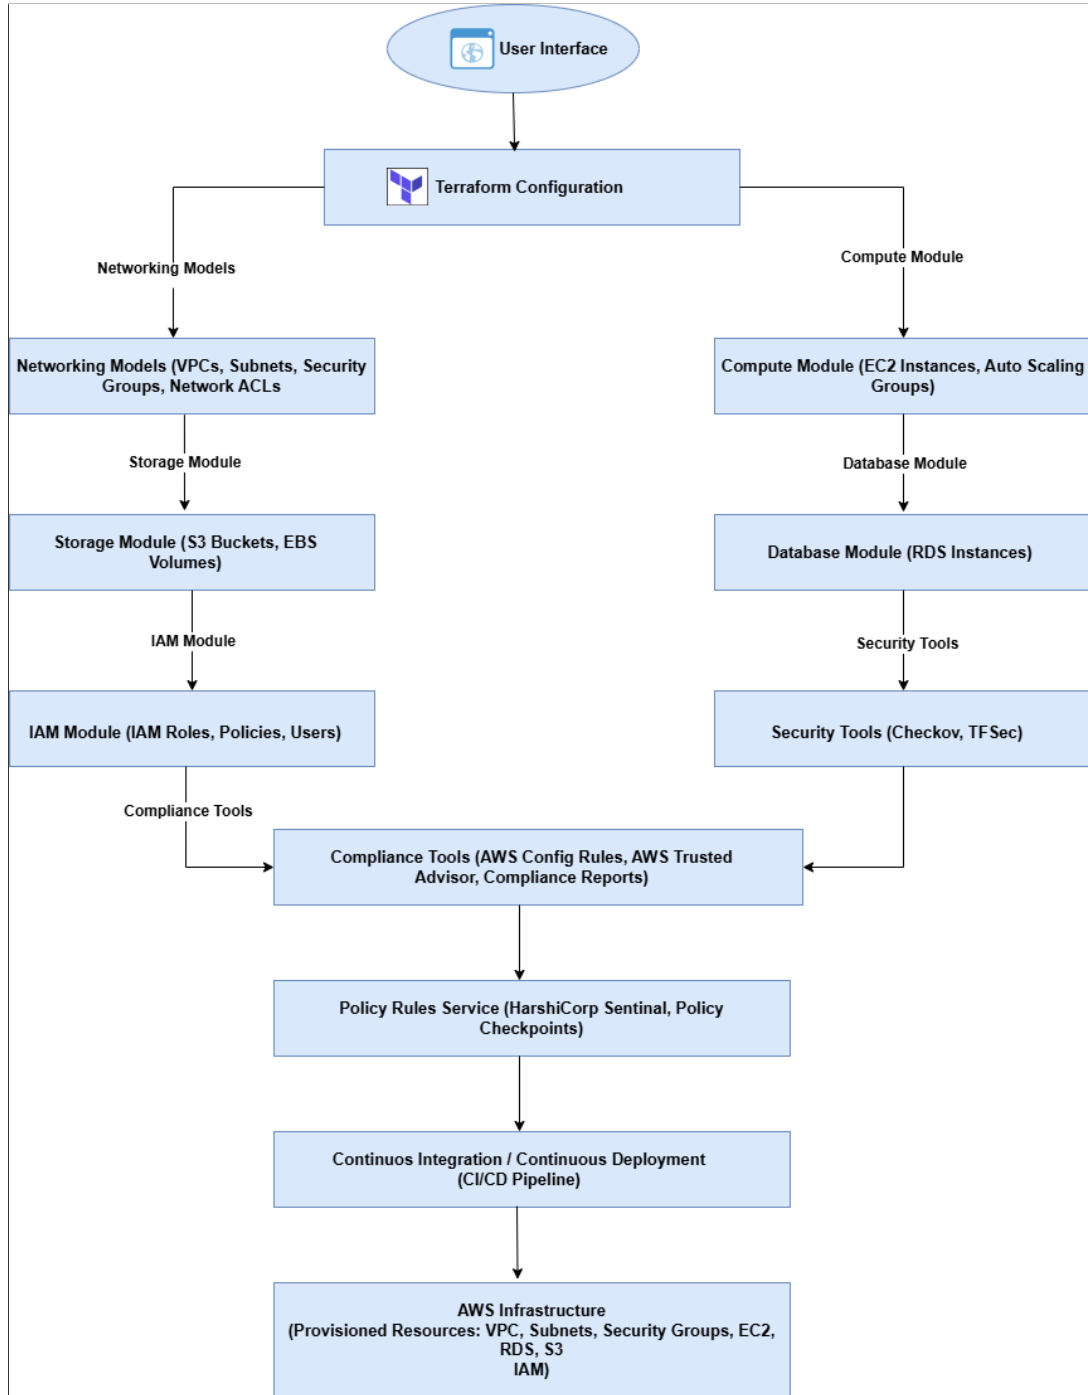 User Interface
Terraform Configuration
Networking Models
Compute Module
Networking Models (VPCs, Subnets, Security
Groups, Network ACLs
Compute Module (EC2 Instances, Auto Scaling
Groups)
Storage Module
Database Module
Storage Module (S3 Buckets, EBS
Volumes)
Database Module (RDS Instances)
IAM Module
Security Tools
IAM Module (IAM Roles, Policies, Users)
Security Tools (Checkov, TFSec)
Compliance Tools
Compliance Tools (AWS Config Rules, AWS Trusted
Advisor, Compliance Reports)
Policy Rules Service (HarshiCorp Sentinal, Policy
Checkpoints)
Continuos Integration / Continuous Deployment
(CI/CD Pipeline)
AWS Infrastructure
(Provisioned Resources: VPC, Subnets, Security Groups, EC2,
RDS, S3
IAM)